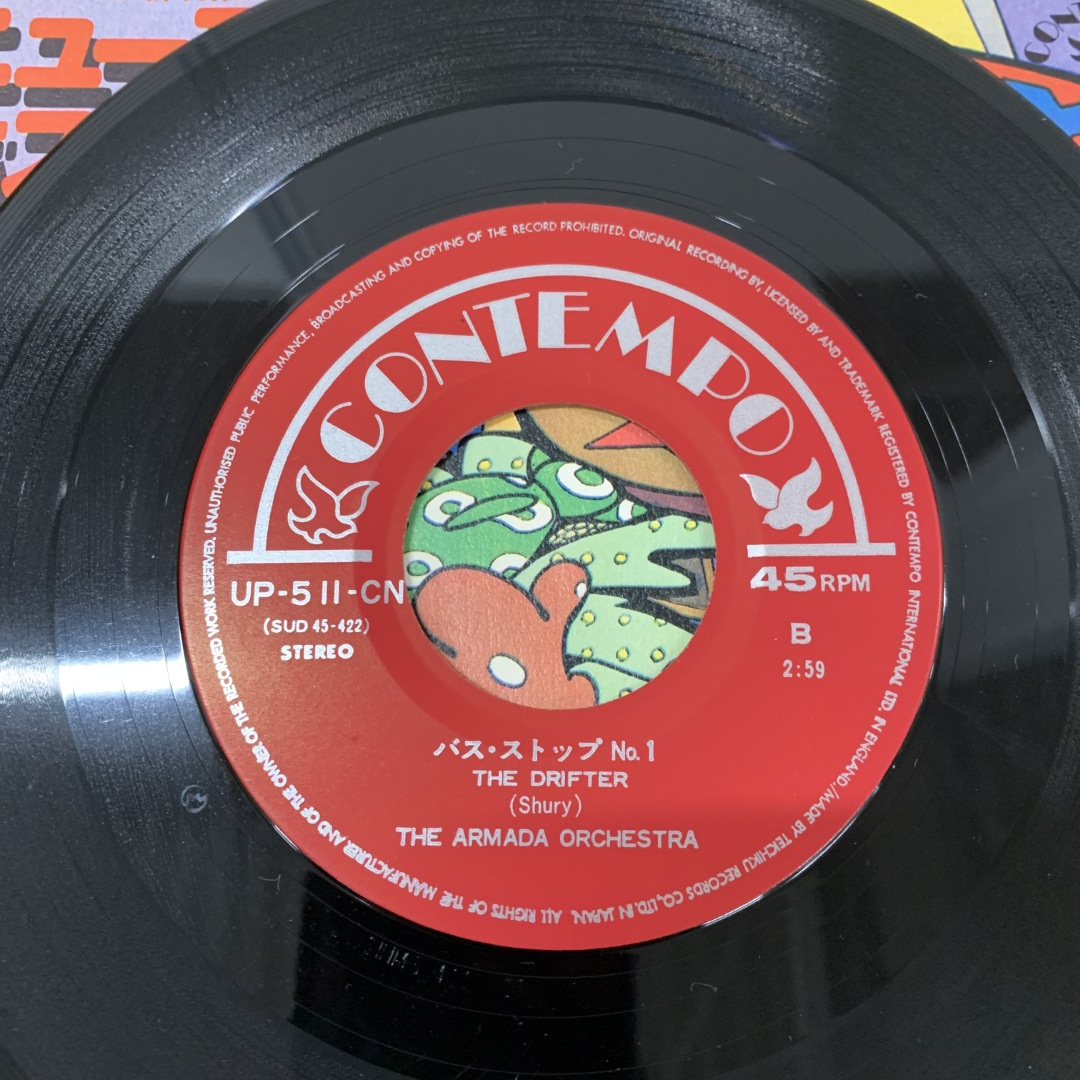 CONTEMPO
UP-511-CN
(SUD 45-422)
STEREO
45 RPM
B
2:59
バス・ストップ No.1
THE DRIFTER
(Shury)
THE ARMADA ORCHESTRA
ALL RIGHTS OF THE MANUFACTURER AND OF THE OWNER OF THE RECORDED WORK RESERVED. UNAUTHORISED PUBLIC PERFORMANCE, BROADCASTING AND COPYING OF THE RECORD PROHIBITED. ORIGINAL RECORDING BY, LICENSED BY AND TRADEMARK REGISTERED BY CONTEMPO INTERNATIONAL LTD. IN ENGLAND./MADE BY TEICHIKU RECORDS CO., LTD. IN JAPAN.